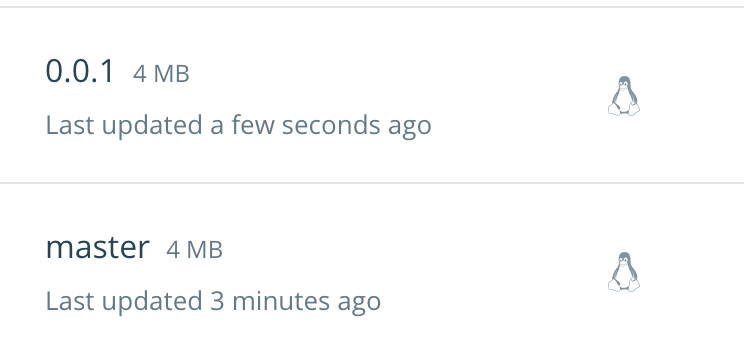 0.0.1 4 MB
Last updated a few seconds ago
master 4 MB
Last updated 3 minutes ago